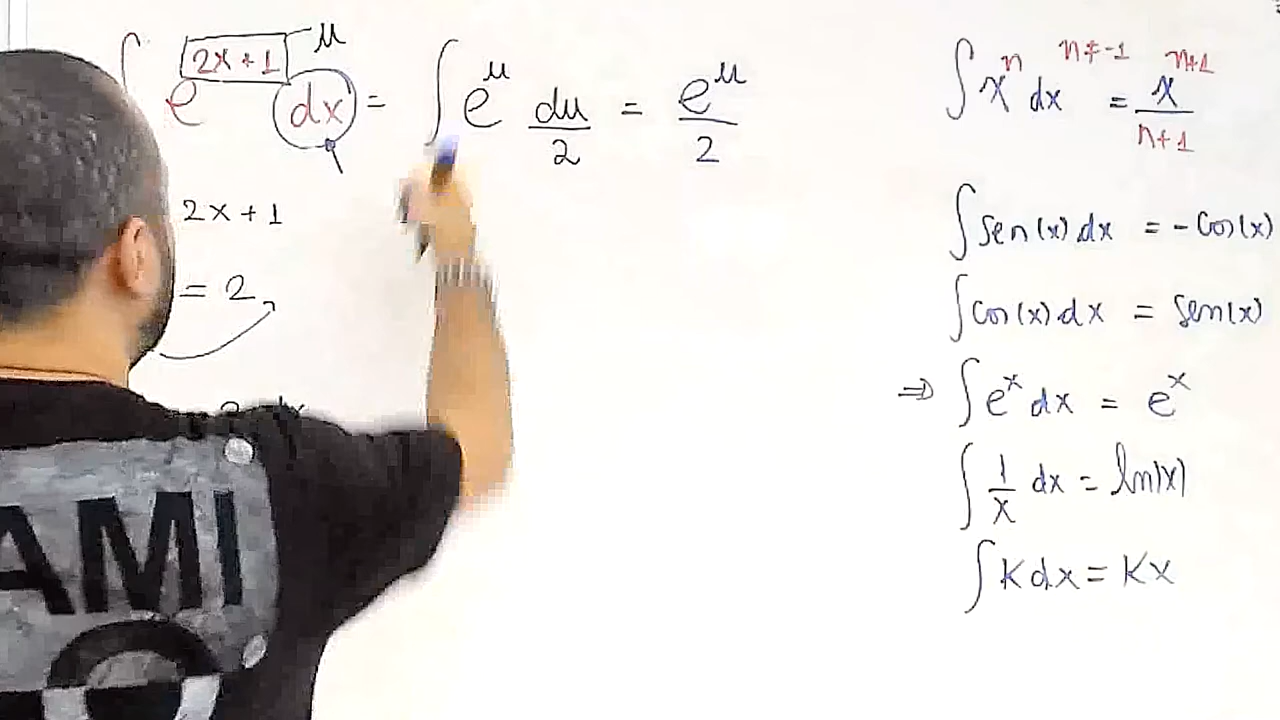 ∫ e^{2x+1} dx = ∫ e^μ du/2 = e^μ/2
μ
2x+1
= 2
∫ x^n dx = x^{n+1}/(n+1)
n≠-1
∫ Sen(x) dx = -Cos(x)
∫ Cos(x) dx = Sen(x)
⇒ ∫ e^x dx = e^x
∫ 1/x dx = ln|x|
∫ K dx = Kx
AMI